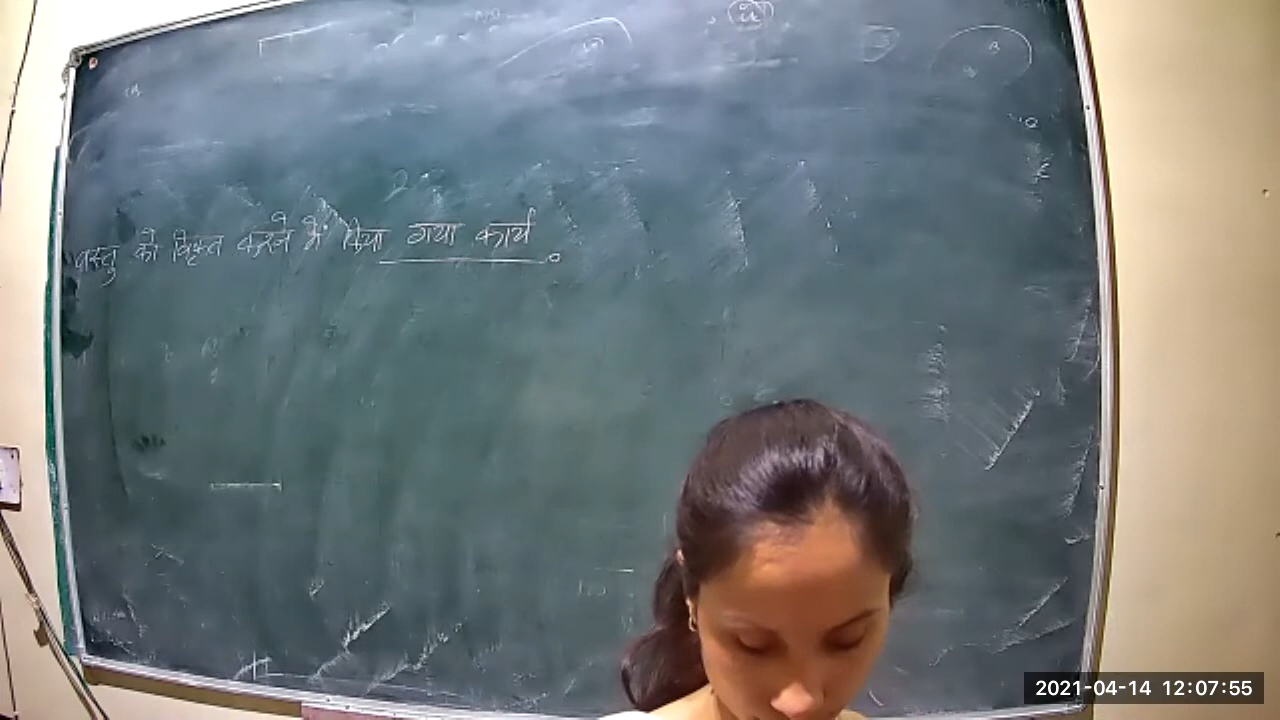 वस्तु को विकृत करने में किया गया कार्य
2021-04-14 12:07:55